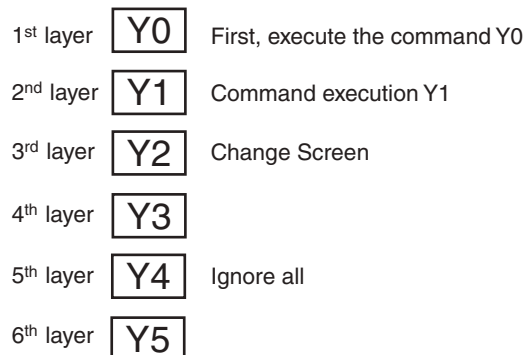 1st layer Y0 First, execute the command Y0
2nd layer Y1 Command execution Y1
3rd layer Y2 Change Screen
4th layer Y3
5th layer Y4 Ignore all
6th layer Y5